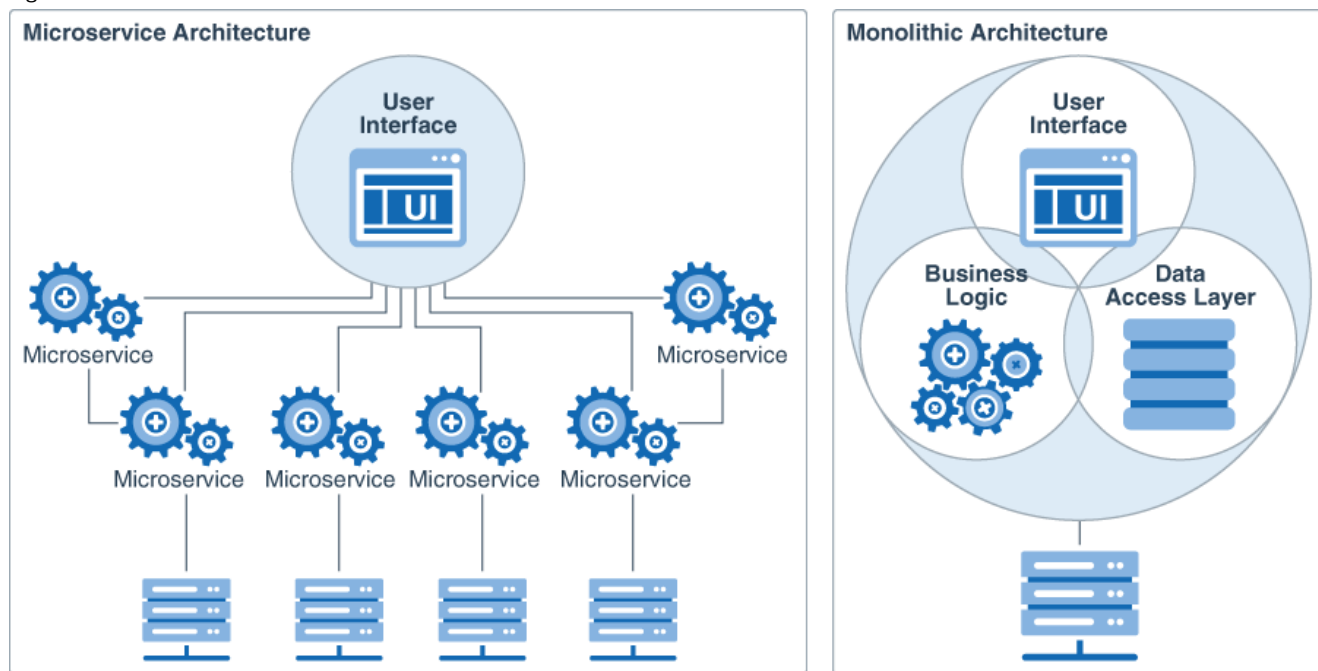 Microservice Architecture
User
Interface
UI
Microservice
Microservice
Microservice
Microservice
Microservice
Microservice
Monolithic Architecture
User
Interface
UI
Business
Logic
Data
Access Layer